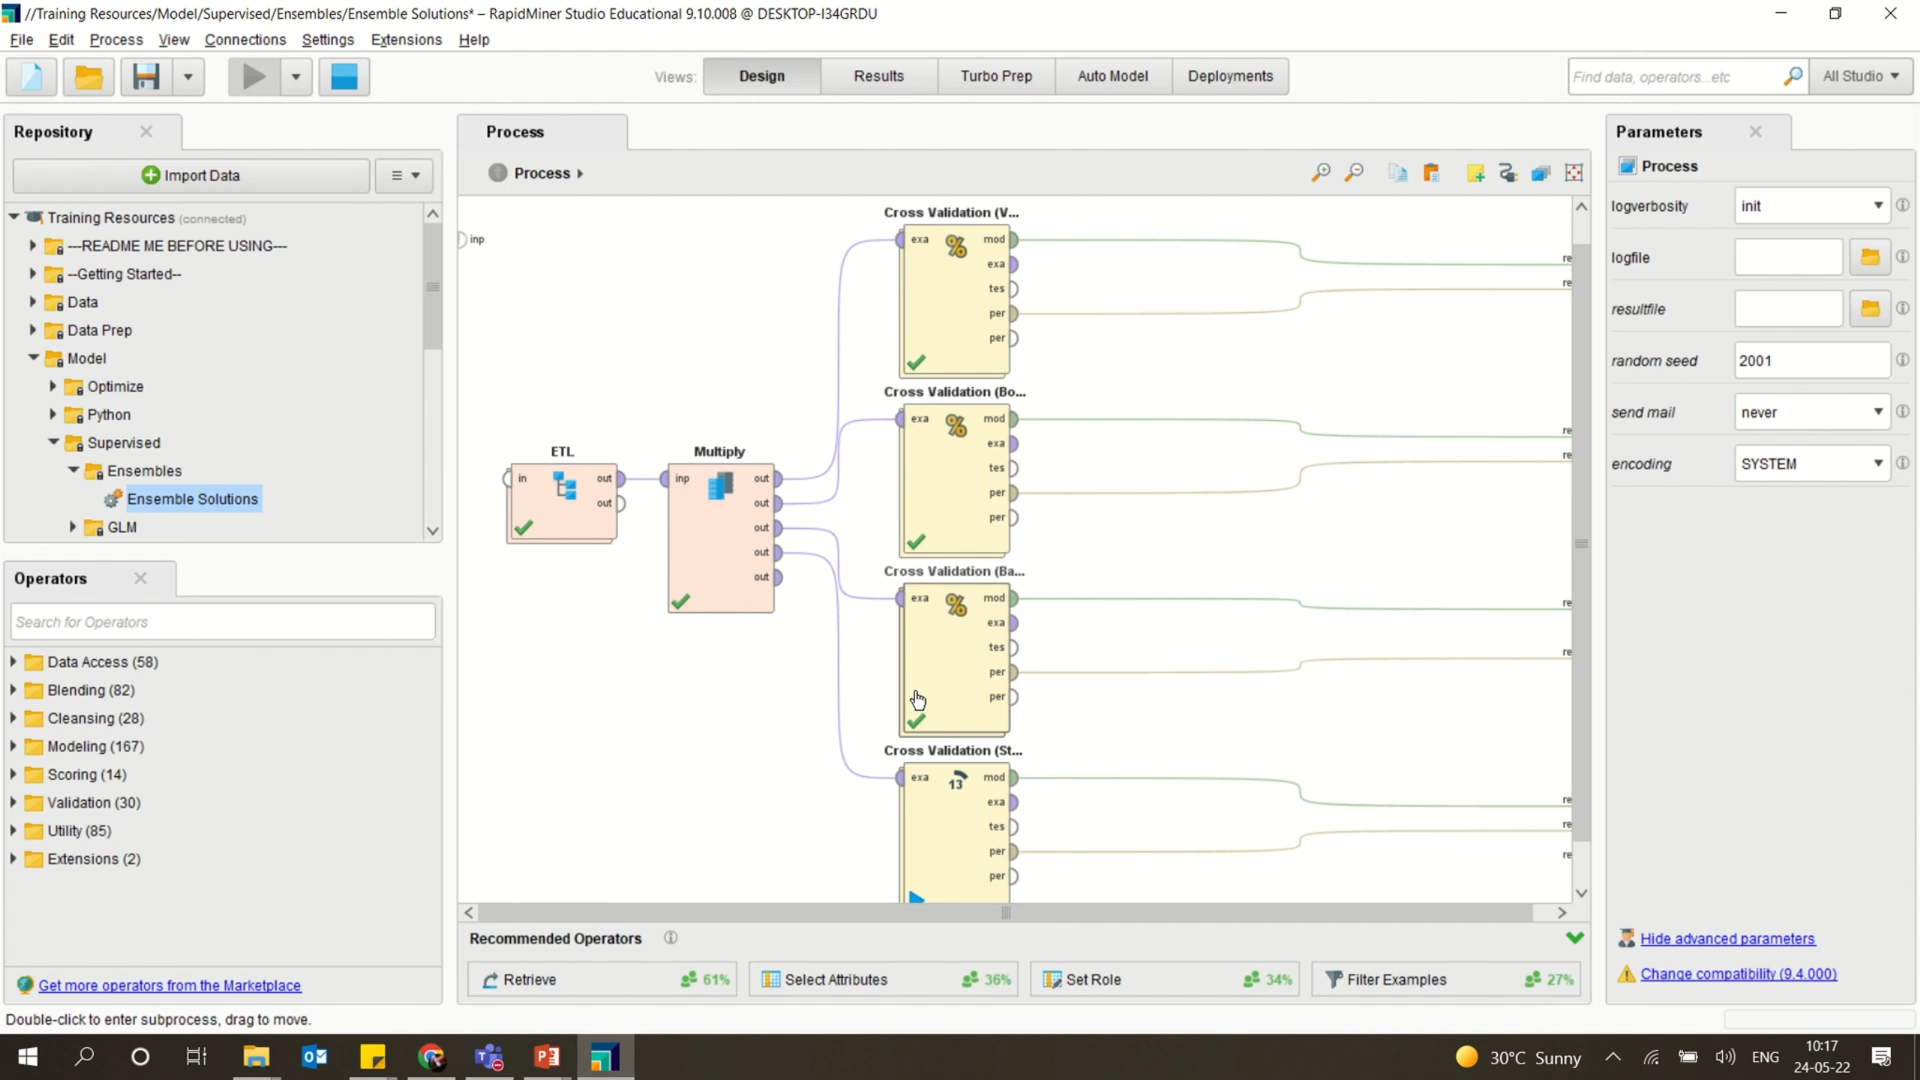 //Training Resources/Model/Supervised/Ensembles/Ensemble Solutions* – RapidMiner Studio Educational 9.10.008 @ DESKTOP-I34GRDU
File Edit Process View Connections Settings Extensions Help
Views: Design Results Turbo Prep Auto Model Deployments
Find data, operators...etc
All Studio
Repository
Import Data
Training Resources (connected)
---README ME BEFORE USING---
--Getting Started--
Data
Data Prep
Model
Optimize
Python
Supervised
Ensembles
Ensemble Solutions
GLM
Operators
Search for Operators
Data Access (58)
Blending (82)
Cleansing (28)
Modeling (167)
Scoring (14)
Validation (30)
Utility (85)
Extensions (2)
Get more operators from the Marketplace
Process
Process
inp
ETL
in out
out
Multiply
inp out
out
out
out
out
Cross Validation (V...
exa % mod
exa
tes
per
per
Cross Validation (Bo...
exa % mod
exa
tes
per
per
Cross Validation (Ba...
exa % mod
exa
tes
per
per
Cross Validation (St...
exa 13 mod
exa
tes
per
per
re
re
re
re
re
re
re
re
re
Recommended Operators
Retrieve 61%
Select Attributes 36%
Set Role 34%
Filter Examples 27%
Parameters
Process
logverbosity init
logfile
resultfile
random seed 2001
send mail never
encoding SYSTEM
Hide advanced parameters
Change compatibility (9.4.000)
Double-click to enter subprocess, drag to move.
30°C Sunny
ENG
10:17
24-05-22